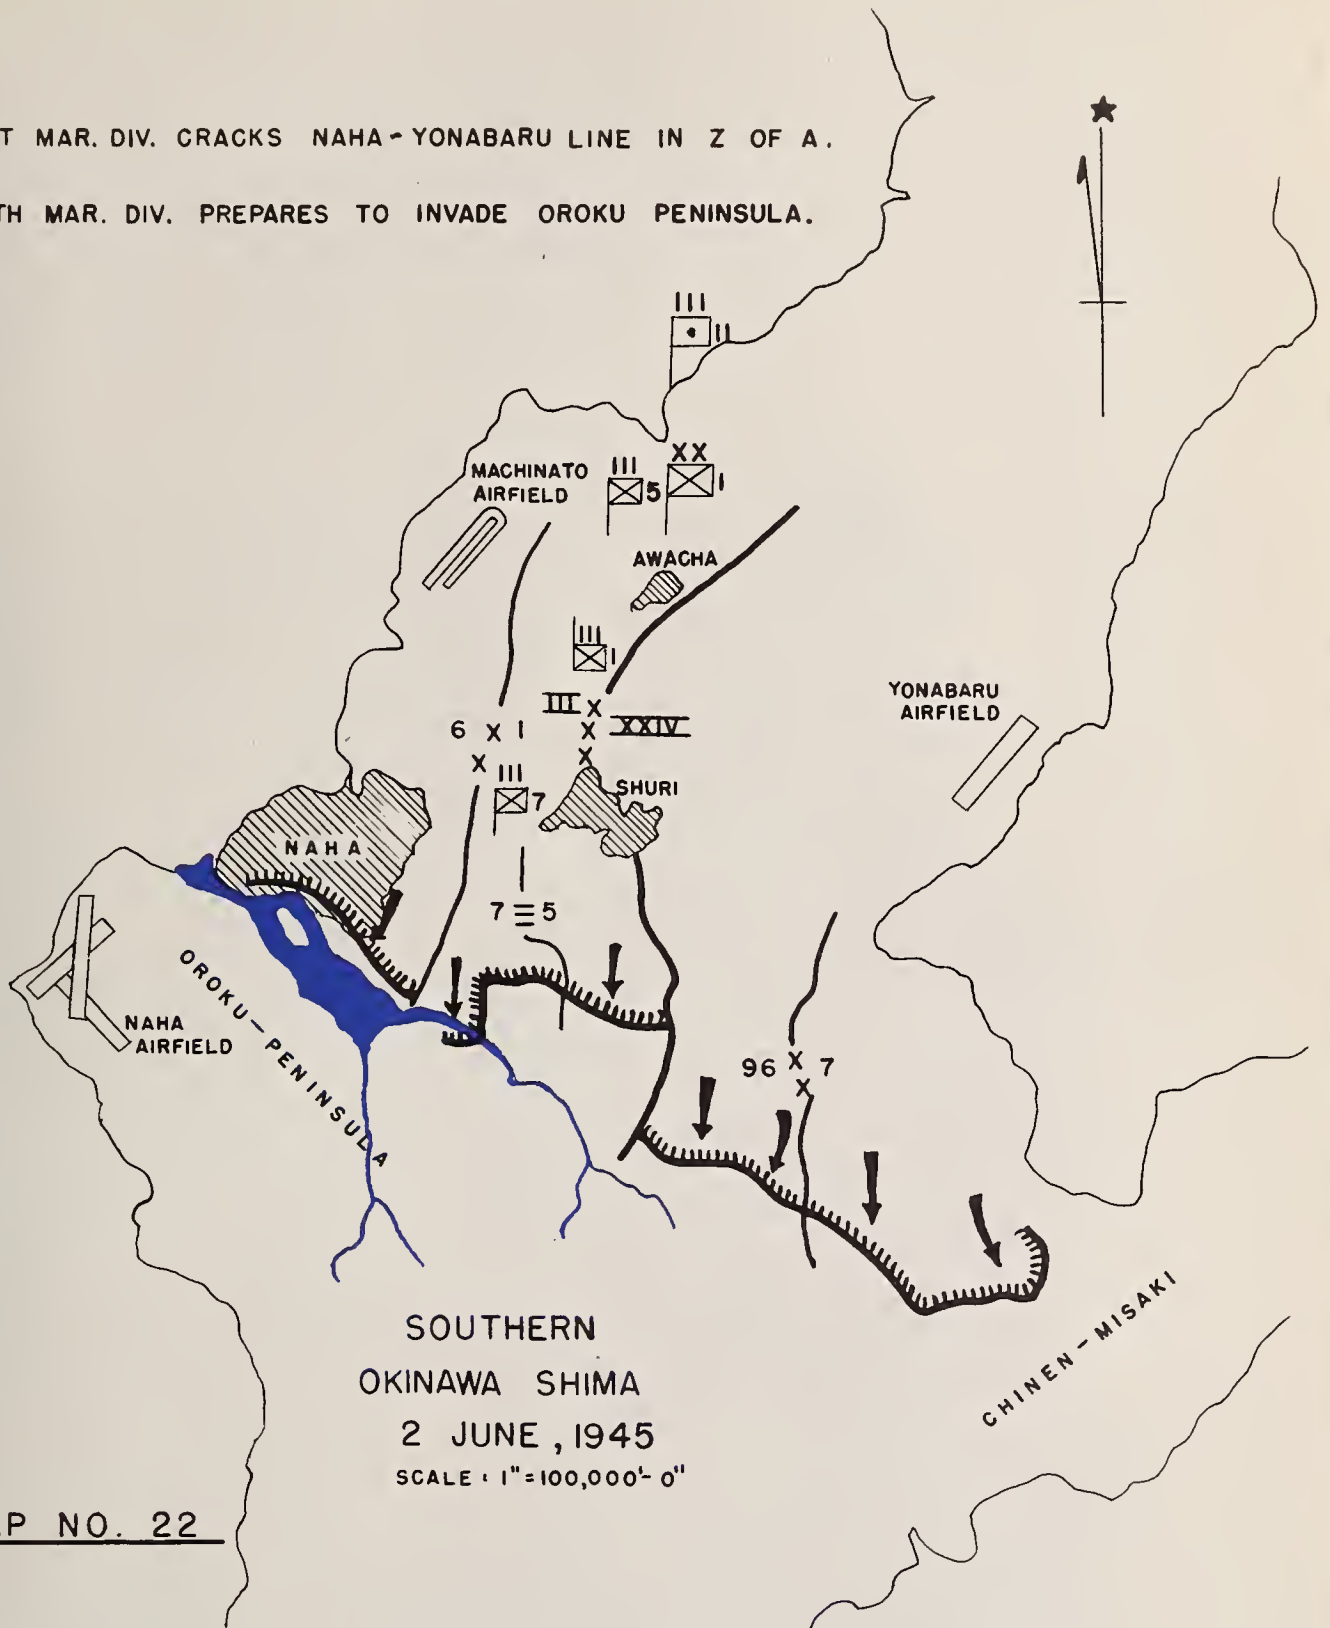 T MAR. DIV. CRACKS NAHA-YONABARU LINE IN Z OF A.
TH MAR. DIV. PREPARES TO INVADE OROKU PENINSULA.
III
11
XX
III
5
1
MACHINATO
AIRFIELD
AWACHA
III
1
III X
X XXIV
X
6 X 1
X
III
7
YONABARU
AIRFIELD
SHURI
NAHA
7 5
OROKU-PENINSULA
NAHA
AIRFIELD
96 X 7
X
CHINEN-MISAKI
SOUTHERN
OKINAWA SHIMA
2 JUNE, 1945
SCALE: 1"=100,000'-0"
P NO. 22